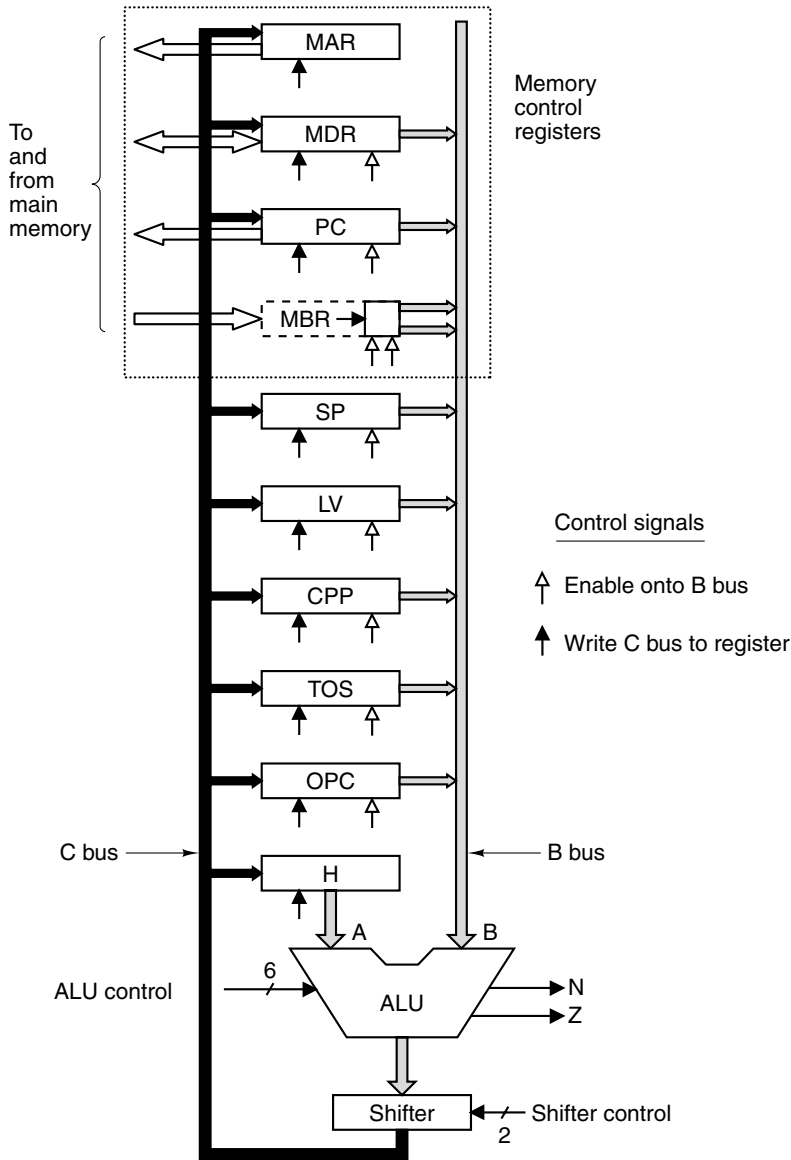 MAR
To
and
from
main
memory
Memory
control
registers
MDR
PC
MBR
SP
LV
Control signals
Enable onto B bus
CPP
Write C bus to register
TOS
OPC
C bus
B bus
H
A
B
ALU control
6
ALU
N
Z
Shifter
Shifter control
2